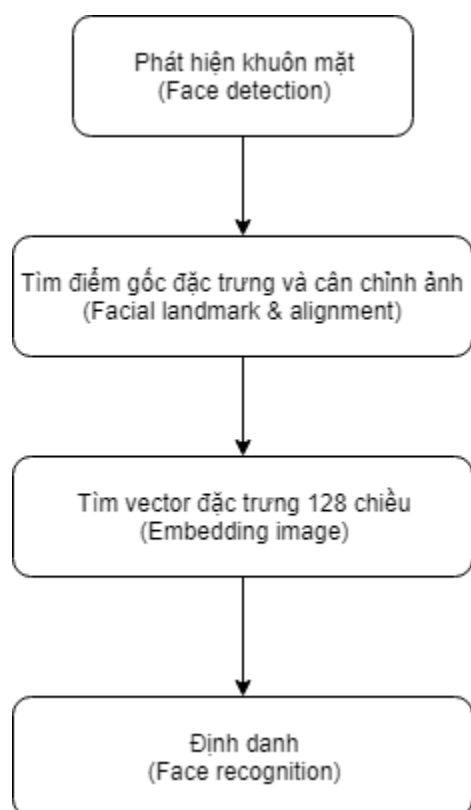 Phát hiện khuôn mặt
(Face detection)
Tìm điểm gốc đặc trưng và cân chỉnh ảnh
(Facial landmark & alignment)
Tìm vector đặc trưng 128 chiều
(Embedding image)
Định danh
(Face recognition)